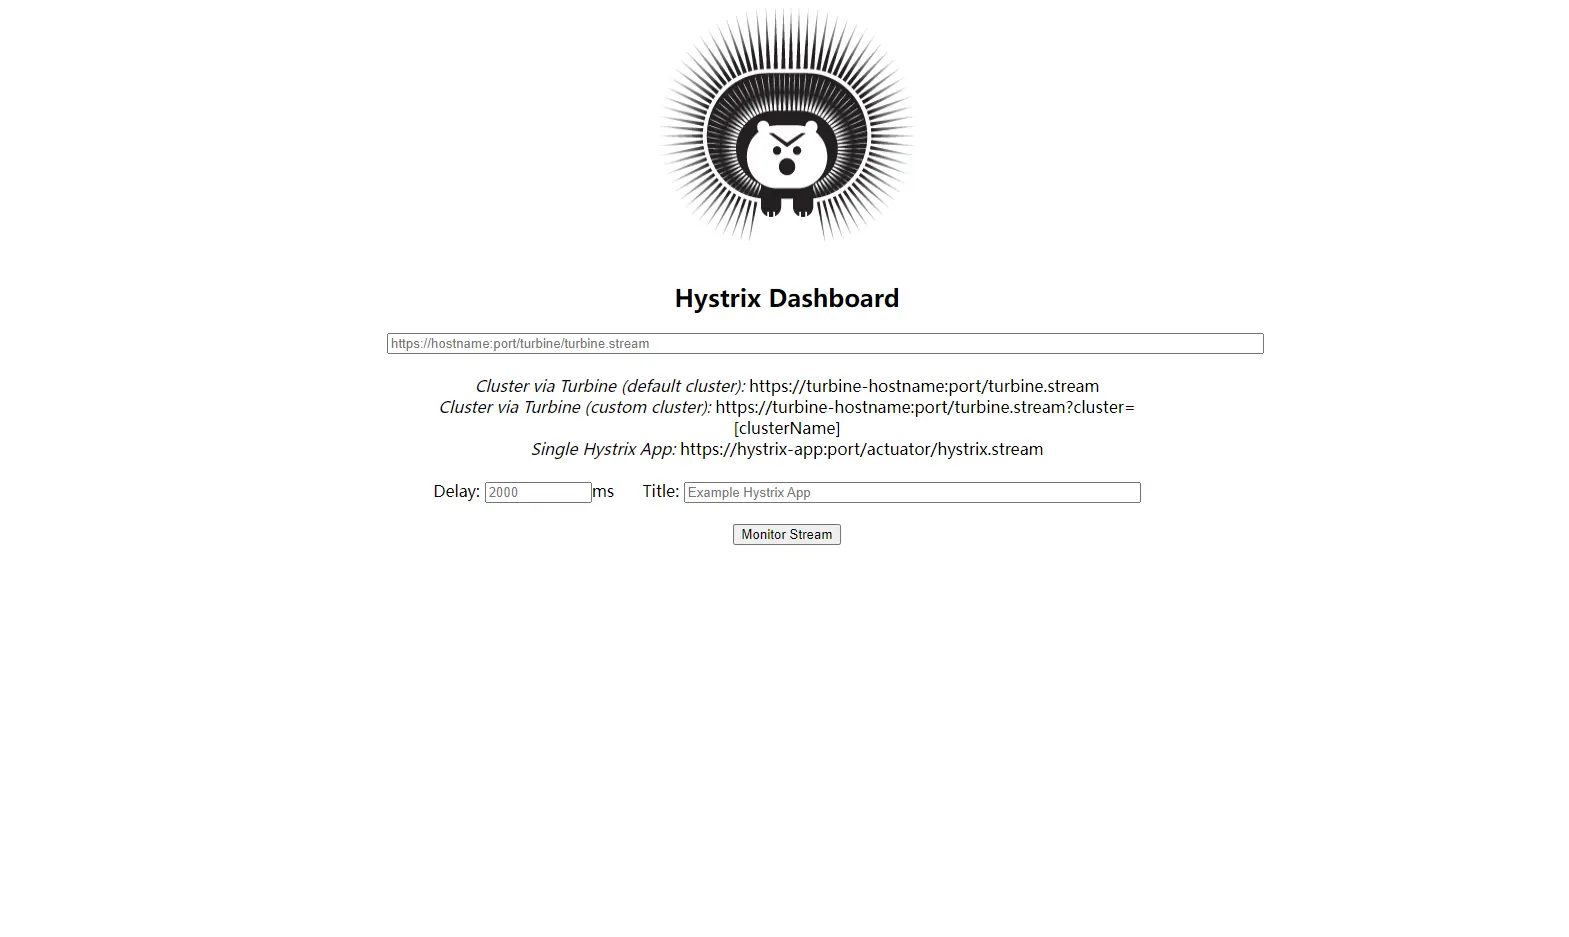 Hystrix Dashboard
https://hostname:port/turbine/turbine.stream
Cluster via Turbine (default cluster): https://turbine-hostname:port/turbine.stream
Cluster via Turbine (custom cluster): https://turbine-hostname:port/turbine.stream?cluster=
[clusterName]
Single Hystrix App: https://hystrix-app:port/actuator/hystrix.stream
Delay: 2000 ms Title: Example Hystrix App
Monitor Stream